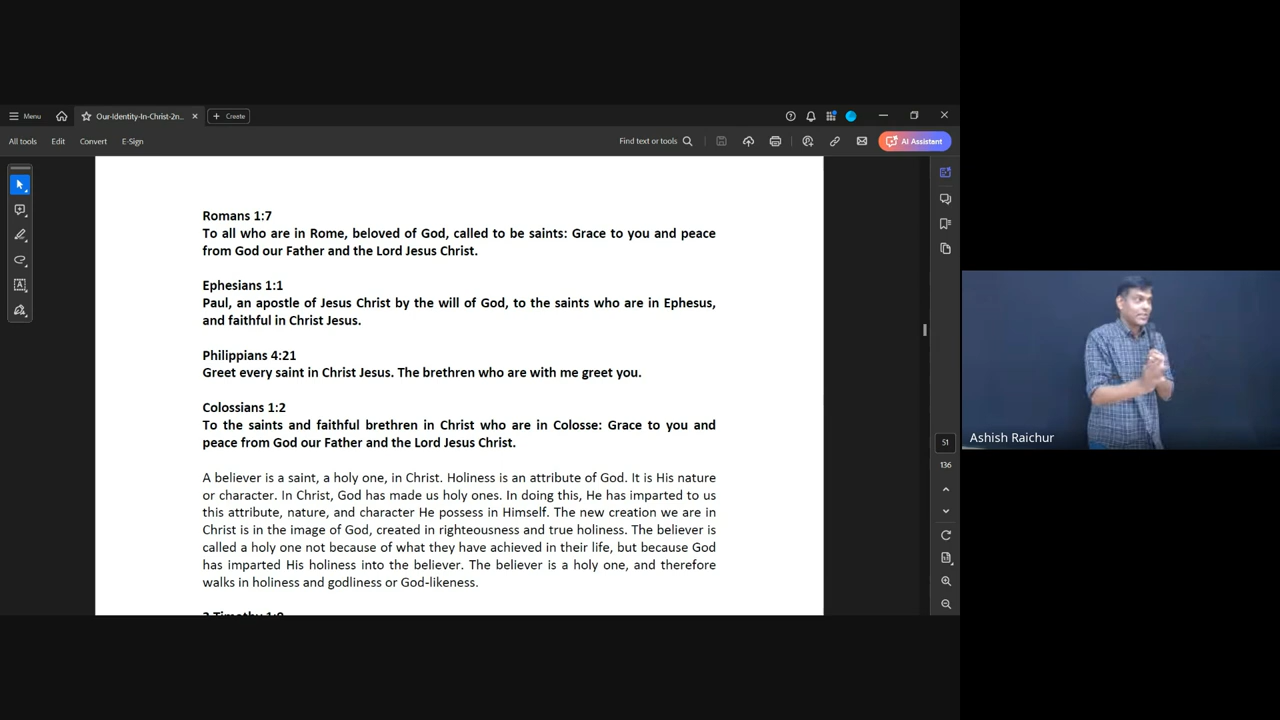 Menu
Our-Identity-In-Christ-2n...
Create
All tools
Edit
Convert
E-Sign
Find text or tools
AI Assistant
Romans 1:7
To all who are in Rome, beloved of God, called to be saints: Grace to you and peace
from God our Father and the Lord Jesus Christ.
Ephesians 1:1
Paul, an apostle of Jesus Christ by the will of God, to the saints who are in Ephesus,
and faithful in Christ Jesus.
Philippians 4:21
Greet every saint in Christ Jesus. The brethren who are with me greet you.
Colossians 1:2
To the saints and faithful brethren in Christ who are in Colosse: Grace to you and
peace from God our Father and the Lord Jesus Christ.
A believer is a saint, a holy one, in Christ. Holiness is an attribute of God. It is His nature
or character. In Christ, God has made us holy ones. In doing this, He has imparted to us
this attribute, nature, and character He possess in Himself. The new creation we are in
Christ is in the image of God, created in righteousness and true holiness. The believer is
called a holy one not because of what they have achieved in their life, but because God
has imparted His holiness into the believer. The believer is a holy one, and therefore
walks in holiness and godliness or God-likeness.
51
136
Ashish Raichur